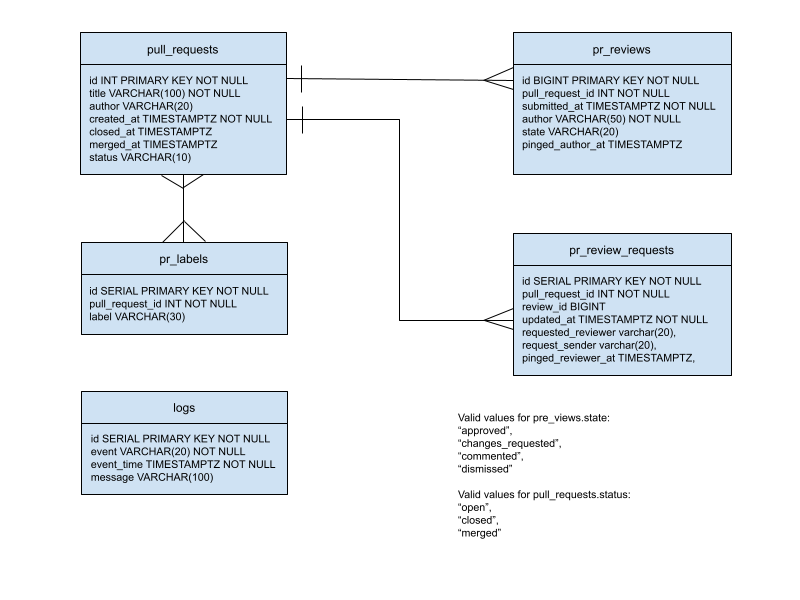 pull_requests
id INT PRIMARY KEY NOT NULL
title VARCHAR(100) NOT NULL
author VARCHAR(20)
created_at TIMESTAMPTZ NOT NULL
closed_at TIMESTAMPTZ
merged_at TIMESTAMPTZ
status VARCHAR(10)
pr_reviews
id BIGINT PRIMARY KEY NOT NULL
pull_request_id INT NOT NULL
submitted_at TIMESTAMPTZ NOT NULL
author VARCHAR(50) NOT NULL
state VARCHAR(20)
pinged_author_at TIMESTAMPTZ
pr_labels
id SERIAL PRIMARY KEY NOT NULL
pull_request_id INT NOT NULL
label VARCHAR(30)
pr_review_requests
id SERIAL PRIMARY KEY NOT NULL
pull_request_id INT NOT NULL
review_id BIGINT
updated_at TIMESTAMPTZ NOT NULL
requested_reviewer varchar(20),
request_sender varchar(20),
pinged_reviewer_at TIMESTAMPTZ,
logs
id SERIAL PRIMARY KEY NOT NULL
event VARCHAR(20) NOT NULL
event_time TIMESTAMPTZ NOT NULL
message VARCHAR(100)
Valid values for pre_views.state:
“approved”,
“changes_requested”,
“commented”,
“dismissed”
Valid values for pull_requests.status:
“open”,
“closed”,
“merged”